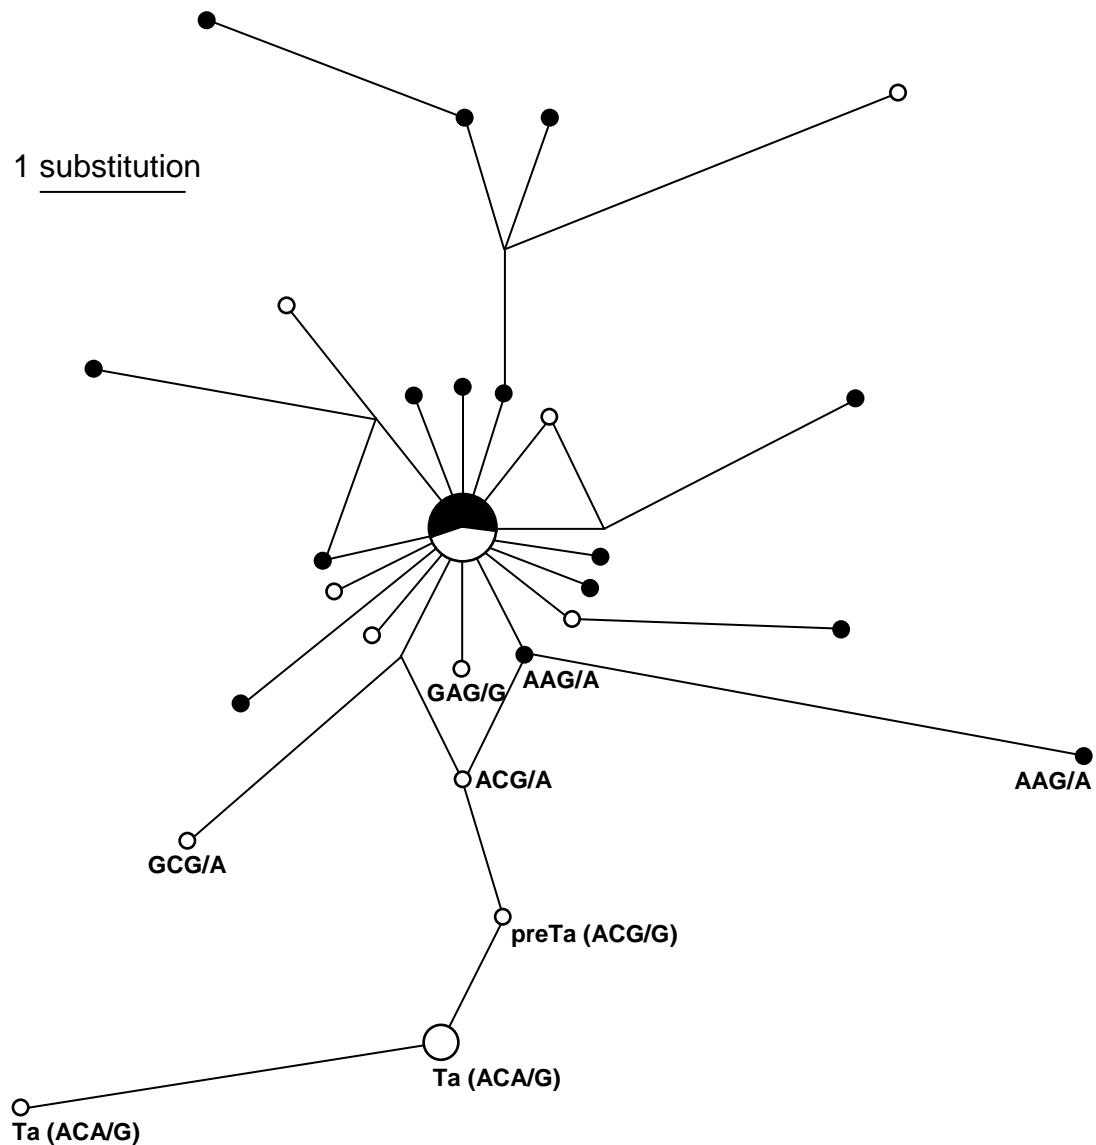 1 substitution
GAG/G
AAG/A
ACG/A
AAG/A
GCG/A
preTa (ACG/G)
Ta (ACA/G)
Ta (ACA/G)